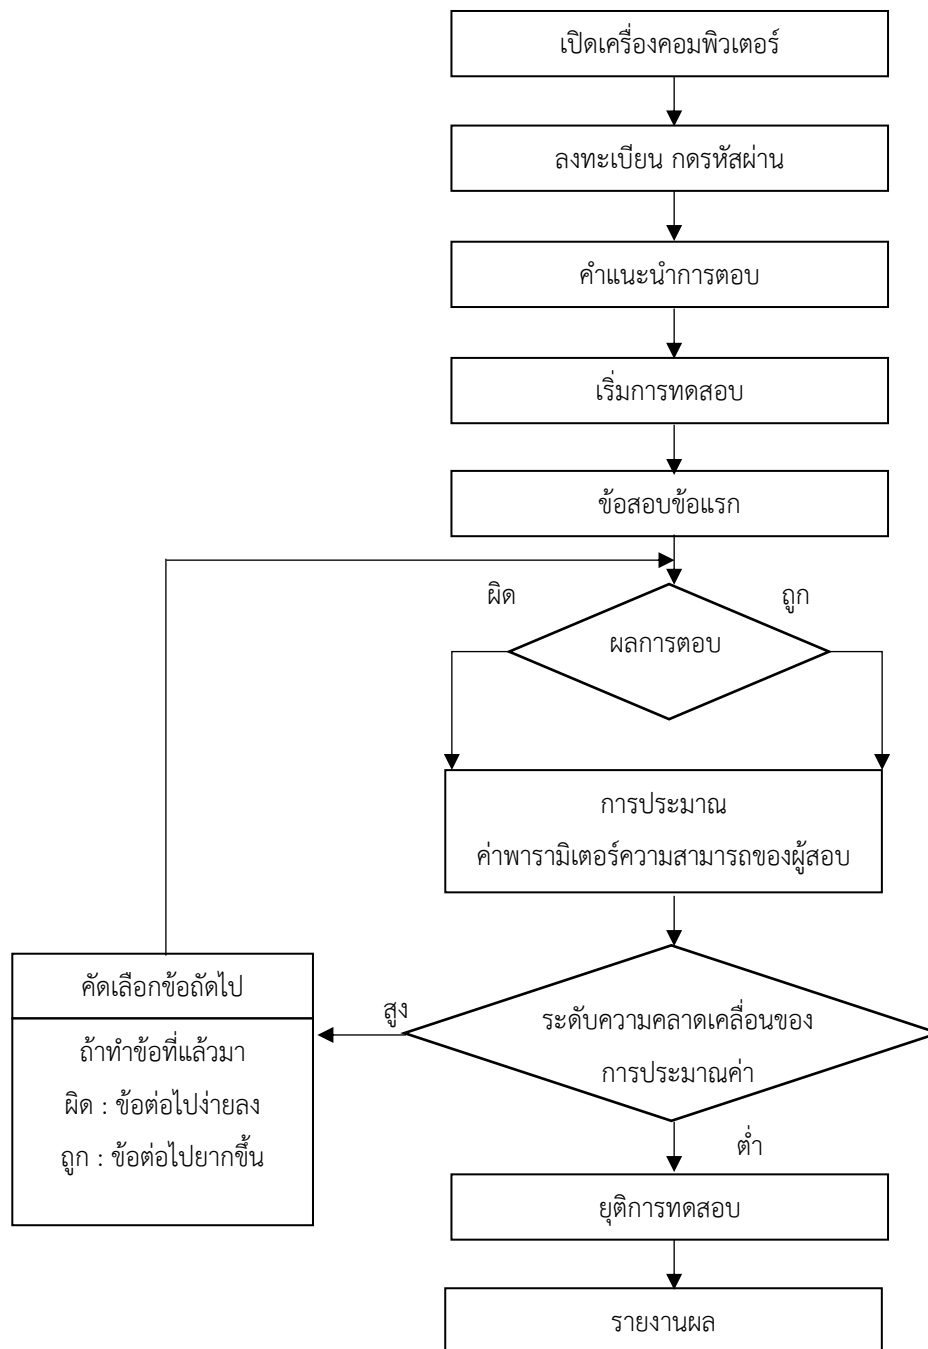 เปิดเครื่องคอมพิวเตอร์
ลงทะเบียน กดรหัสผ่าน
คำแนะนำการตอบ
เริ่มการทดสอบ
ข้อสอบข้อแรก
ผิด
ถูก
ผลการตอบ
การประมาณ
ค่าพารามิเตอร์ความสามารถของผู้สอบ
คัดเลือกข้อถัดไป
สูง
ระดับความคลาดเคลื่อนของ
การประมาณค่า
ถ้าทำข้อที่แล้วมา
ผิด : ข้อต่อไปง่ายลง
ถูก : ข้อต่อไปยากขึ้น
ต่ำ
ยุติการทดสอบ
รายงานผล